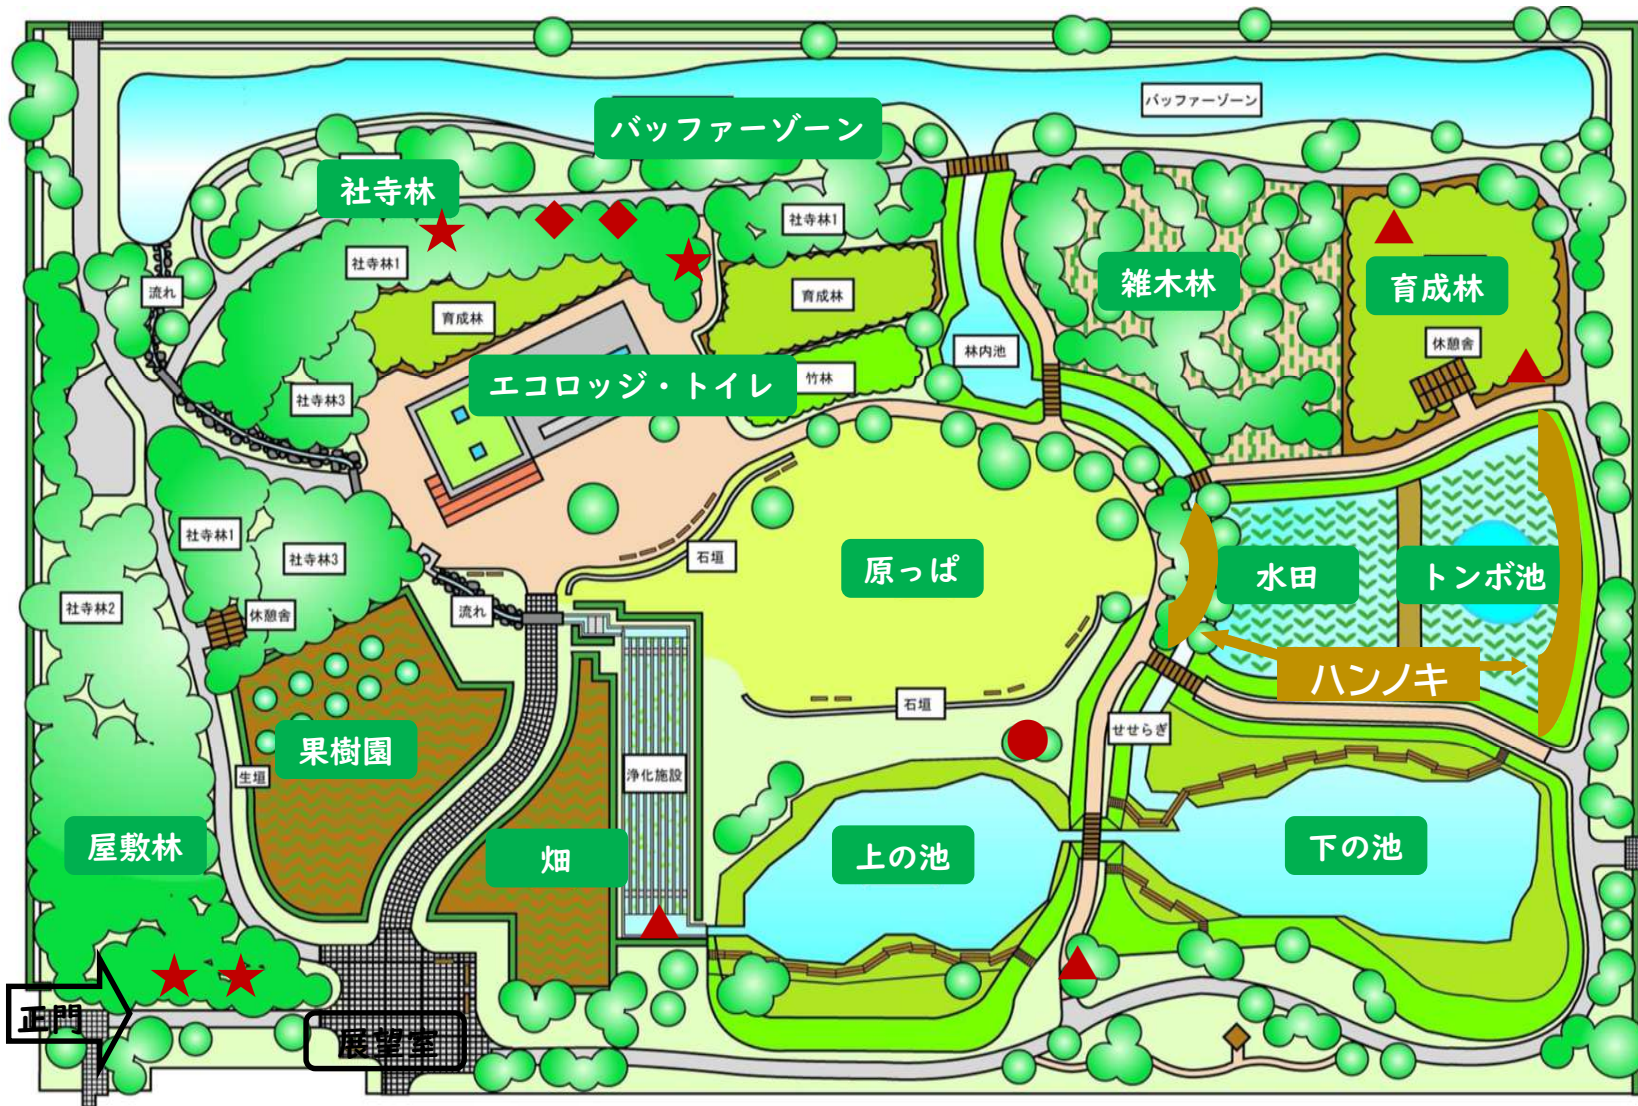 バッファーゾーン
バッファーゾーン
社寺林
社寺林1
社寺林1
流れ
育成林
育成林
雑木林
育成林
林内池
休憩舎
エコロッジ・トイレ
竹林
社寺林3
社寺林1
社寺林3
石垣
原っぱ
水田
トンボ池
社寺林2
休憩舎
流れ
ハンノキ
石垣
せせらぎ
果樹園
生垣
浄化施設
屋敷林
畑
上の池
下の池
正門
展望室